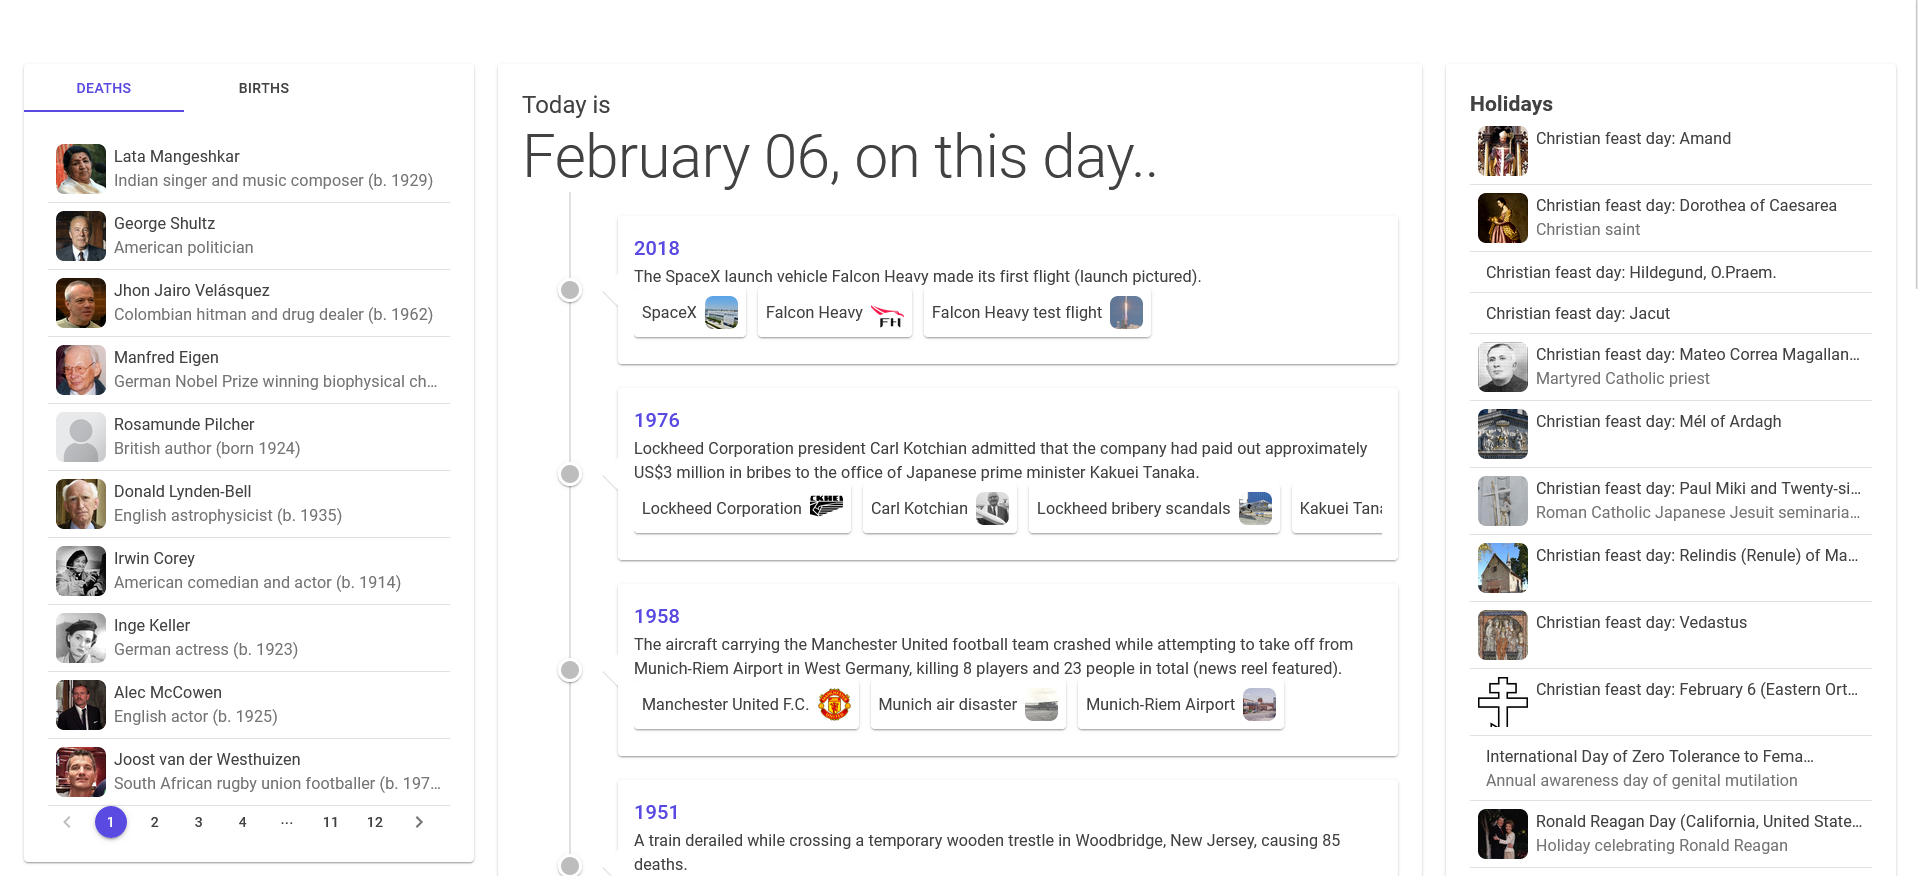 DEATHS
BIRTHS
Lata Mangeshkar
Indian singer and music composer (b. 1929)
George Shultz
American politician
Jhon Jairo Velásquez
Colombian hitman and drug dealer (b. 1962)
Manfred Eigen
German Nobel Prize winning biophysical ch…
Rosamunde Pilcher
British author (born 1924)
Donald Lynden-Bell
English astrophysicist (b. 1935)
Irwin Corey
American comedian and actor (b. 1914)
Inge Keller
German actress (b. 1923)
Alec McCowen
English actor (b. 1925)
Joost van der Westhuizen
South African rugby union footballer (b. 197…
1 2 3 4 ... 11 12
Today is
February 06, on this day..
2018
The SpaceX launch vehicle Falcon Heavy made its first flight (launch pictured).
SpaceX
Falcon Heavy
FH
Falcon Heavy test flight
1976
Lockheed Corporation president Carl Kotchian admitted that the company had paid out approximately
US$3 million in bribes to the office of Japanese prime minister Kakuei Tanaka.
Lockheed Corporation
Carl Kotchian
Lockheed bribery scandals
Kakuei Tana
1958
The aircraft carrying the Manchester United football team crashed while attempting to take off from
Munich-Riem Airport in West Germany, killing 8 players and 23 people in total (news reel featured).
Manchester United F.C.
Munich air disaster
Munich-Riem Airport
1951
A train derailed while crossing a temporary wooden trestle in Woodbridge, New Jersey, causing 85
deaths.
Holidays
Christian feast day: Amand
Christian feast day: Dorothea of Caesarea
Christian saint
Christian feast day: Hildegund, O.Praem.
Christian feast day: Jacut
Christian feast day: Mateo Correa Magallan…
Martyred Catholic priest
Christian feast day: Mél of Ardagh
Christian feast day: Paul Miki and Twenty-si…
Roman Catholic Japanese Jesuit seminaria…
Christian feast day: Relindis (Renule) of Ma…
Christian feast day: Vedastus
Christian feast day: February 6 (Eastern Ort…
International Day of Zero Tolerance to Fema…
Annual awareness day of genital mutilation
Ronald Reagan Day (California, United State…
Holiday celebrating Ronald Reagan